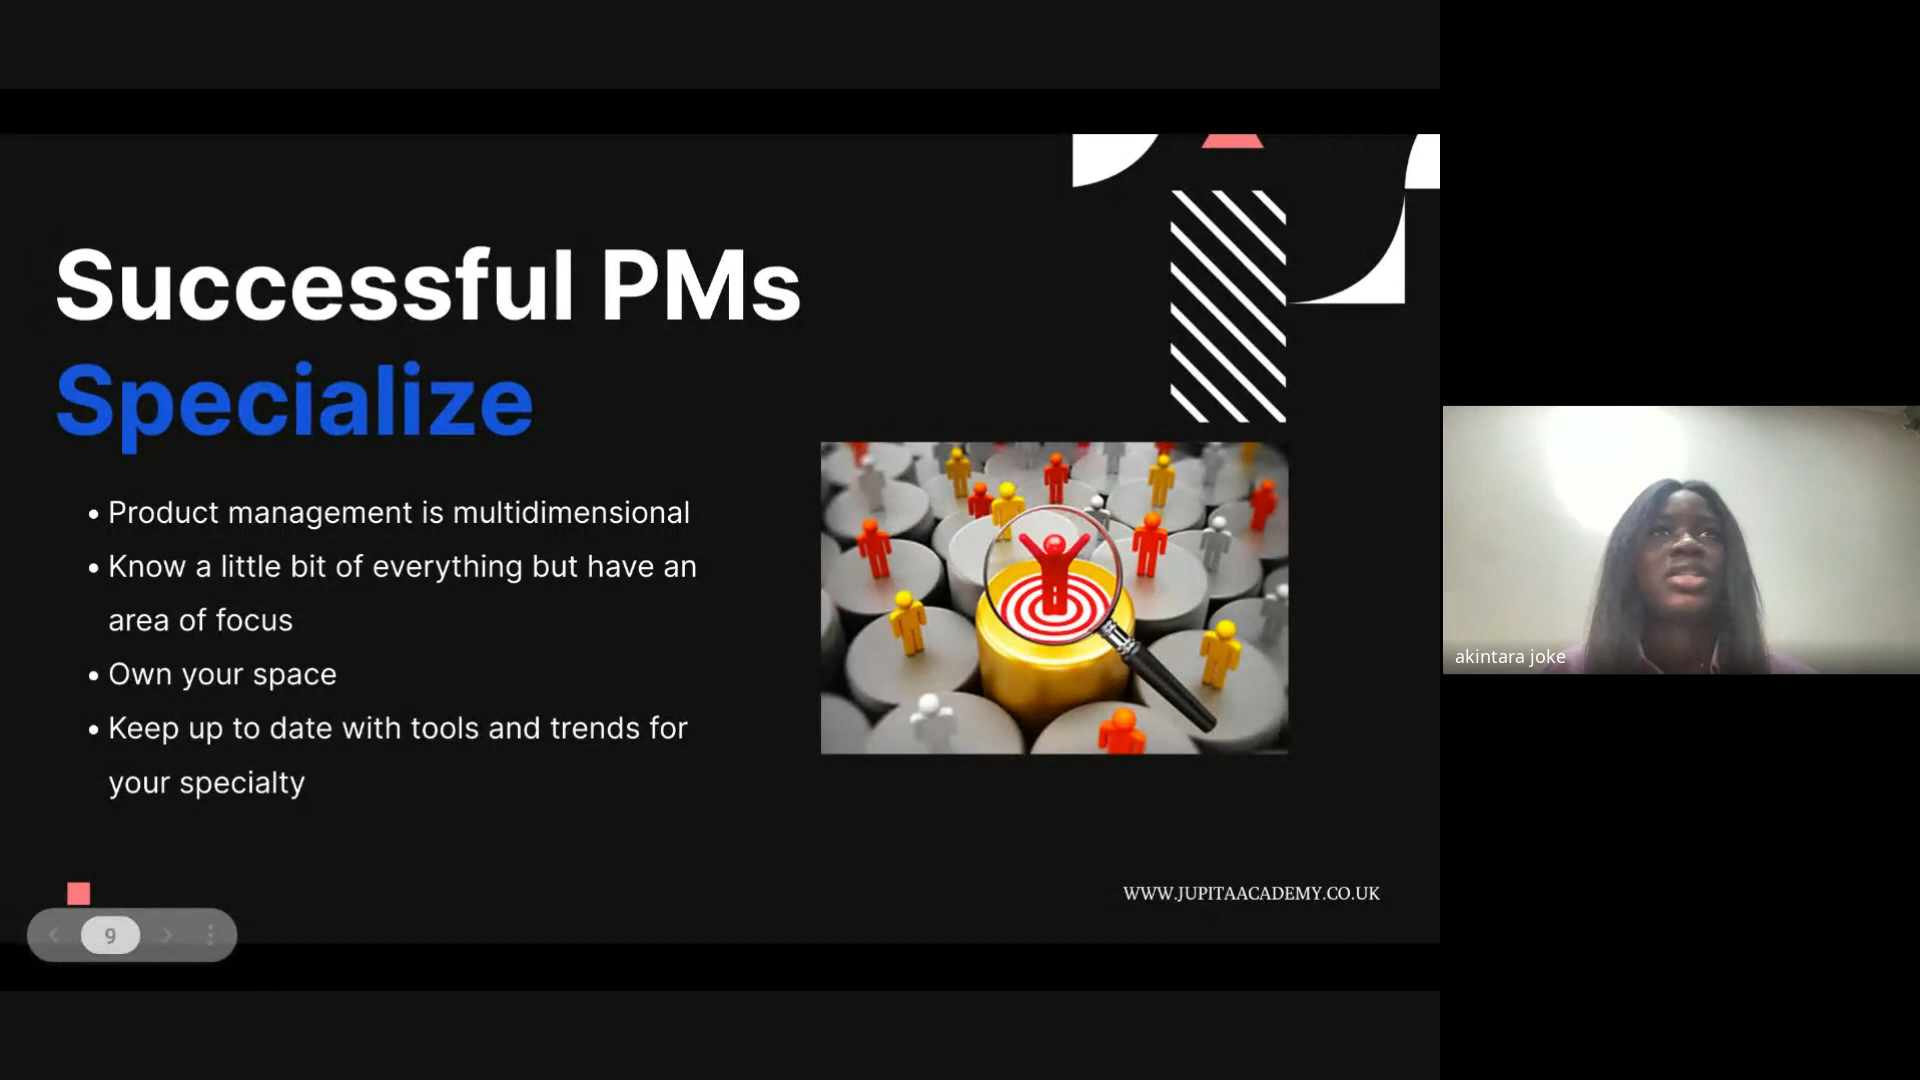 Successful PMs
Specialize
• Product management is multidimensional
• Know a little bit of everything but have an
area of focus
• Own your space
• Keep up to date with tools and trends for
your specialty
WWW.JUPITAACADEMY.CO.UK
9
akintara joke